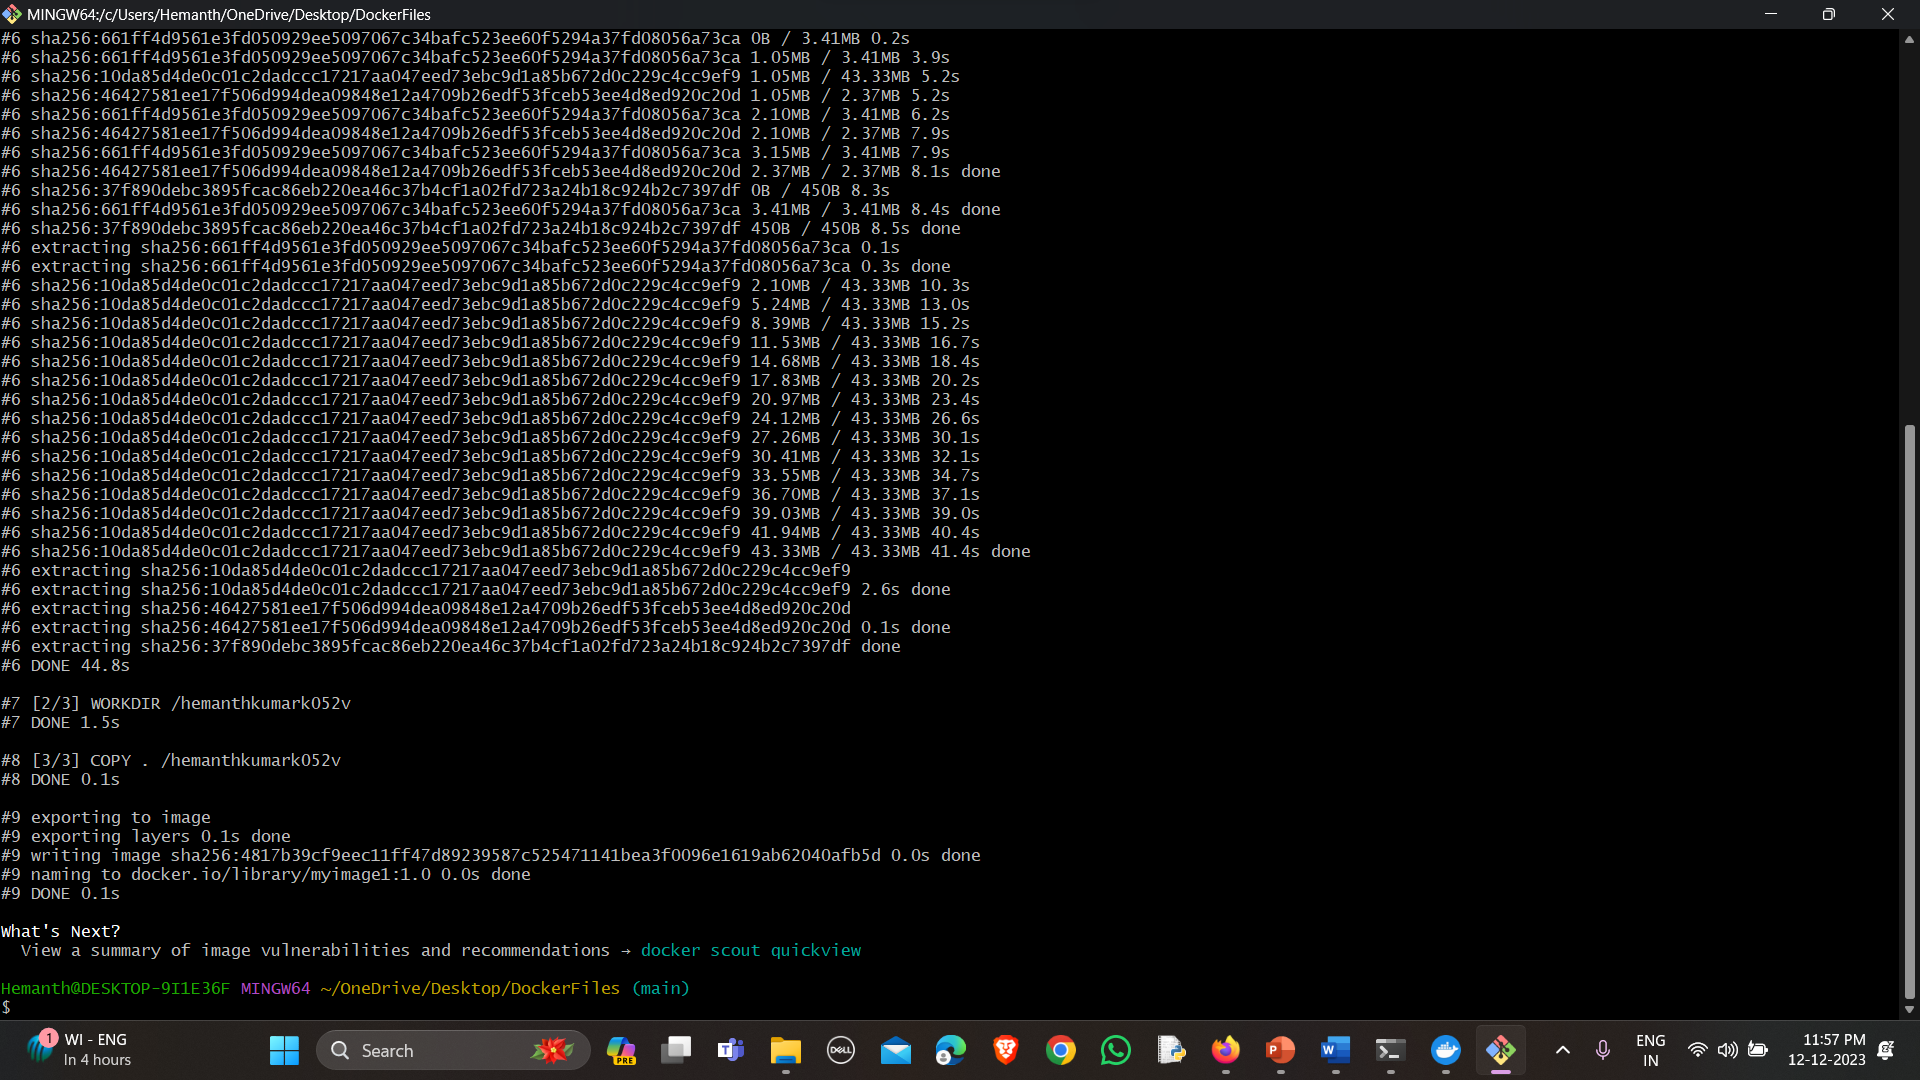 MINGW64:/c/Users/Hemanth/OneDrive/Desktop/DockerFiles
#6 sha256:661ff4d9561e3fd050929ee5097067c34bafc523ee60f5294a37fd08056a73ca 0B / 3.41MB 0.2s
#6 sha256:661ff4d9561e3fd050929ee5097067c34bafc523ee60f5294a37fd08056a73ca 1.05MB / 3.41MB 3.9s
#6 sha256:10da85d4de0c01c2dadccc17217aa047eed73ebc9d1a85b672d0c229c4cc9ef9 1.05MB / 43.33MB 5.2s
#6 sha256:46427581ee17f506d994dea09848e12a4709b26edf53fceb53ee4d8ed920c20d 1.05MB / 2.37MB 5.2s
#6 sha256:661ff4d9561e3fd050929ee5097067c34bafc523ee60f5294a37fd08056a73ca 2.10MB / 3.41MB 6.2s
#6 sha256:46427581ee17f506d994dea09848e12a4709b26edf53fceb53ee4d8ed920c20d 2.10MB / 2.37MB 7.9s
#6 sha256:661ff4d9561e3fd050929ee5097067c34bafc523ee60f5294a37fd08056a73ca 3.15MB / 3.41MB 7.9s
#6 sha256:46427581ee17f506d994dea09848e12a4709b26edf53fceb53ee4d8ed920c20d 2.37MB / 2.37MB 8.1s done
#6 sha256:37f890debc3895fcac86eb220ea46c37b4cf1a02fd723a24b18c924b2c7397df 0B / 450B 8.3s
#6 sha256:661ff4d9561e3fd050929ee5097067c34bafc523ee60f5294a37fd08056a73ca 3.41MB / 3.41MB 8.4s done
#6 sha256:37f890debc3895fcac86eb220ea46c37b4cf1a02fd723a24b18c924b2c7397df 450B / 450B 8.5s done
#6 extracting sha256:661ff4d9561e3fd050929ee5097067c34bafc523ee60f5294a37fd08056a73ca 0.1s
#6 extracting sha256:661ff4d9561e3fd050929ee5097067c34bafc523ee60f5294a37fd08056a73ca 0.3s done
#6 sha256:10da85d4de0c01c2dadccc17217aa047eed73ebc9d1a85b672d0c229c4cc9ef9 2.10MB / 43.33MB 10.3s
#6 sha256:10da85d4de0c01c2dadccc17217aa047eed73ebc9d1a85b672d0c229c4cc9ef9 5.24MB / 43.33MB 13.0s
#6 sha256:10da85d4de0c01c2dadccc17217aa047eed73ebc9d1a85b672d0c229c4cc9ef9 8.39MB / 43.33MB 15.2s
#6 sha256:10da85d4de0c01c2dadccc17217aa047eed73ebc9d1a85b672d0c229c4cc9ef9 11.53MB / 43.33MB 16.7s
#6 sha256:10da85d4de0c01c2dadccc17217aa047eed73ebc9d1a85b672d0c229c4cc9ef9 14.68MB / 43.33MB 18.4s
#6 sha256:10da85d4de0c01c2dadccc17217aa047eed73ebc9d1a85b672d0c229c4cc9ef9 17.83MB / 43.33MB 20.2s
#6 sha256:10da85d4de0c01c2dadccc17217aa047eed73ebc9d1a85b672d0c229c4cc9ef9 20.97MB / 43.33MB 23.4s
#6 sha256:10da85d4de0c01c2dadccc17217aa047eed73ebc9d1a85b672d0c229c4cc9ef9 24.12MB / 43.33MB 26.6s
#6 sha256:10da85d4de0c01c2dadccc17217aa047eed73ebc9d1a85b672d0c229c4cc9ef9 27.26MB / 43.33MB 30.1s
#6 sha256:10da85d4de0c01c2dadccc17217aa047eed73ebc9d1a85b672d0c229c4cc9ef9 30.41MB / 43.33MB 32.1s
#6 sha256:10da85d4de0c01c2dadccc17217aa047eed73ebc9d1a85b672d0c229c4cc9ef9 33.55MB / 43.33MB 34.7s
#6 sha256:10da85d4de0c01c2dadccc17217aa047eed73ebc9d1a85b672d0c229c4cc9ef9 36.70MB / 43.33MB 37.1s
#6 sha256:10da85d4de0c01c2dadccc17217aa047eed73ebc9d1a85b672d0c229c4cc9ef9 39.03MB / 43.33MB 39.0s
#6 sha256:10da85d4de0c01c2dadccc17217aa047eed73ebc9d1a85b672d0c229c4cc9ef9 41.94MB / 43.33MB 40.4s
#6 sha256:10da85d4de0c01c2dadccc17217aa047eed73ebc9d1a85b672d0c229c4cc9ef9 43.33MB / 43.33MB 41.4s done
#6 extracting sha256:10da85d4de0c01c2dadccc17217aa047eed73ebc9d1a85b672d0c229c4cc9ef9
#6 extracting sha256:10da85d4de0c01c2dadccc17217aa047eed73ebc9d1a85b672d0c229c4cc9ef9 2.6s done
#6 extracting sha256:46427581ee17f506d994dea09848e12a4709b26edf53fceb53ee4d8ed920c20d
#6 extracting sha256:46427581ee17f506d994dea09848e12a4709b26edf53fceb53ee4d8ed920c20d 0.1s done
#6 extracting sha256:37f890debc3895fcac86eb220ea46c37b4cf1a02fd723a24b18c924b2c7397df done
#6 DONE 44.8s
#7 [2/3] WORKDIR /hemanthkumark052v
#7 DONE 1.5s
#8 [3/3] COPY . /hemanthkumark052v
#8 DONE 0.1s
#9 exporting to image
#9 exporting layers 0.1s done
#9 writing image sha256:4817b39cf9eec11ff47d89239587c525471141bea3f0096e1619ab62040afb5d 0.0s done
#9 naming to docker.io/library/myimage1:1.0 0.0s done
#9 DONE 0.1s
What's Next?
View a summary of image vulnerabilities and recommendations → docker scout quickview
Hemanth@DESKTOP-9I1E36F MINGW64 ~/OneDrive/Desktop/DockerFiles (main)
$
1
WI - ENG
In 4 hours
Search
PRE
DELL
ENG
IN
11:57 PM
12-12-2023